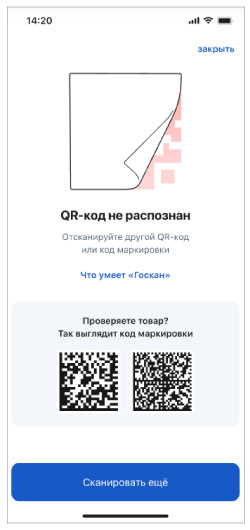 14:20
закрыть
QR-код не распознан
Отсканируйте другой QR-код
или код маркировки
Что умеет «Госкан»
Проверяете товар?
Так выглядит код маркировки
Сканировать ещё